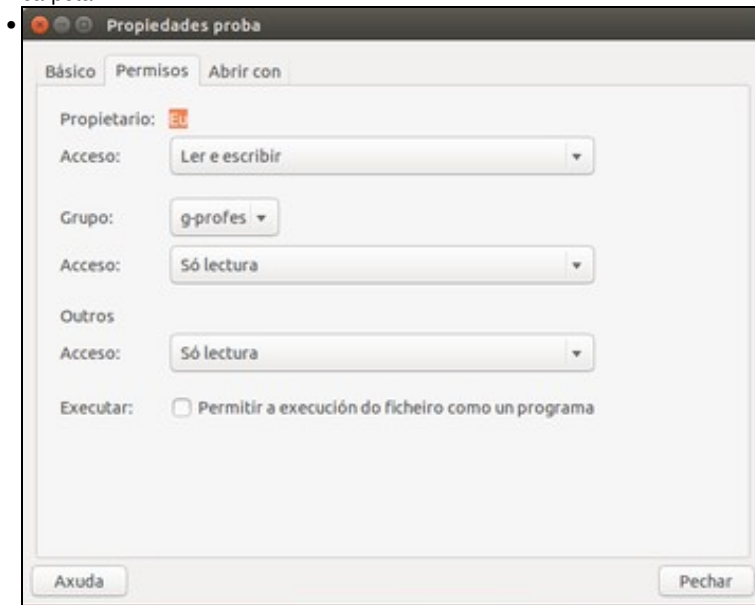 Propiedades proba
Básico Permisos Abrir con
Propietario: Eu
Acceso: Ler e escribir
Grupo: g-profes
Acceso: Só lectura
Outros
Acceso: Só lectura
Executar: Permitir a execución do ficheiro como un programa
Axuda Pechar